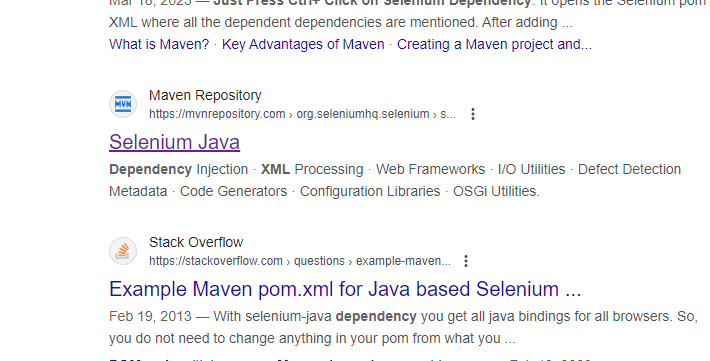 Mar 18, 2023 — Just Press Ctrl+ Click on Selenium Dependency. It opens the Selenium pom
XML where all the dependent dependencies are mentioned. After adding ...
What is Maven? · Key Advantages of Maven · Creating a Maven project and...
MVN
Maven Repository
https://mvnrepository.com › org.seleniumhq.selenium › s...
Selenium Java
Dependency Injection · XML Processing · Web Frameworks · I/O Utilities · Defect Detection
Metadata · Code Generators · Configuration Libraries · OSGi Utilities.
Stack Overflow
https://stackoverflow.com › questions › example-maven...
Example Maven pom.xml for Java based Selenium ...
Feb 19, 2013 — With selenium-java dependency you get all java bindings for all browsers. So,
you do not need to change anything in your pom from what you ...